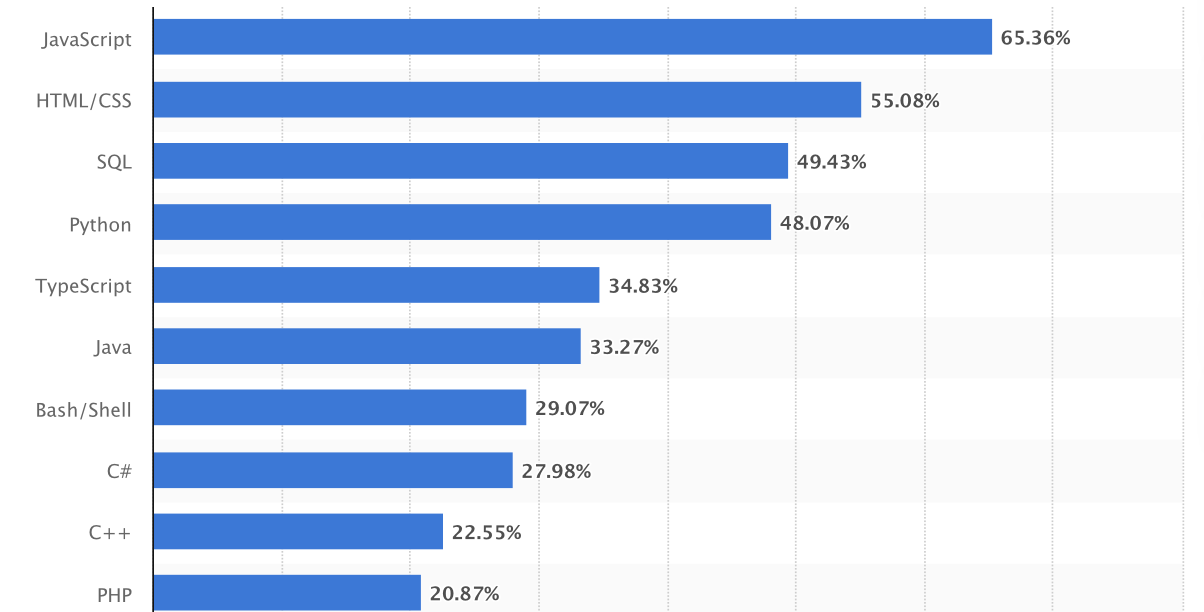 JavaScript 65.36%
HTML/CSS 55.08%
SQL 49.43%
Python 48.07%
TypeScript 34.83%
Java 33.27%
Bash/Shell 29.07%
C# 27.98%
C++ 22.55%
PHP 20.87%